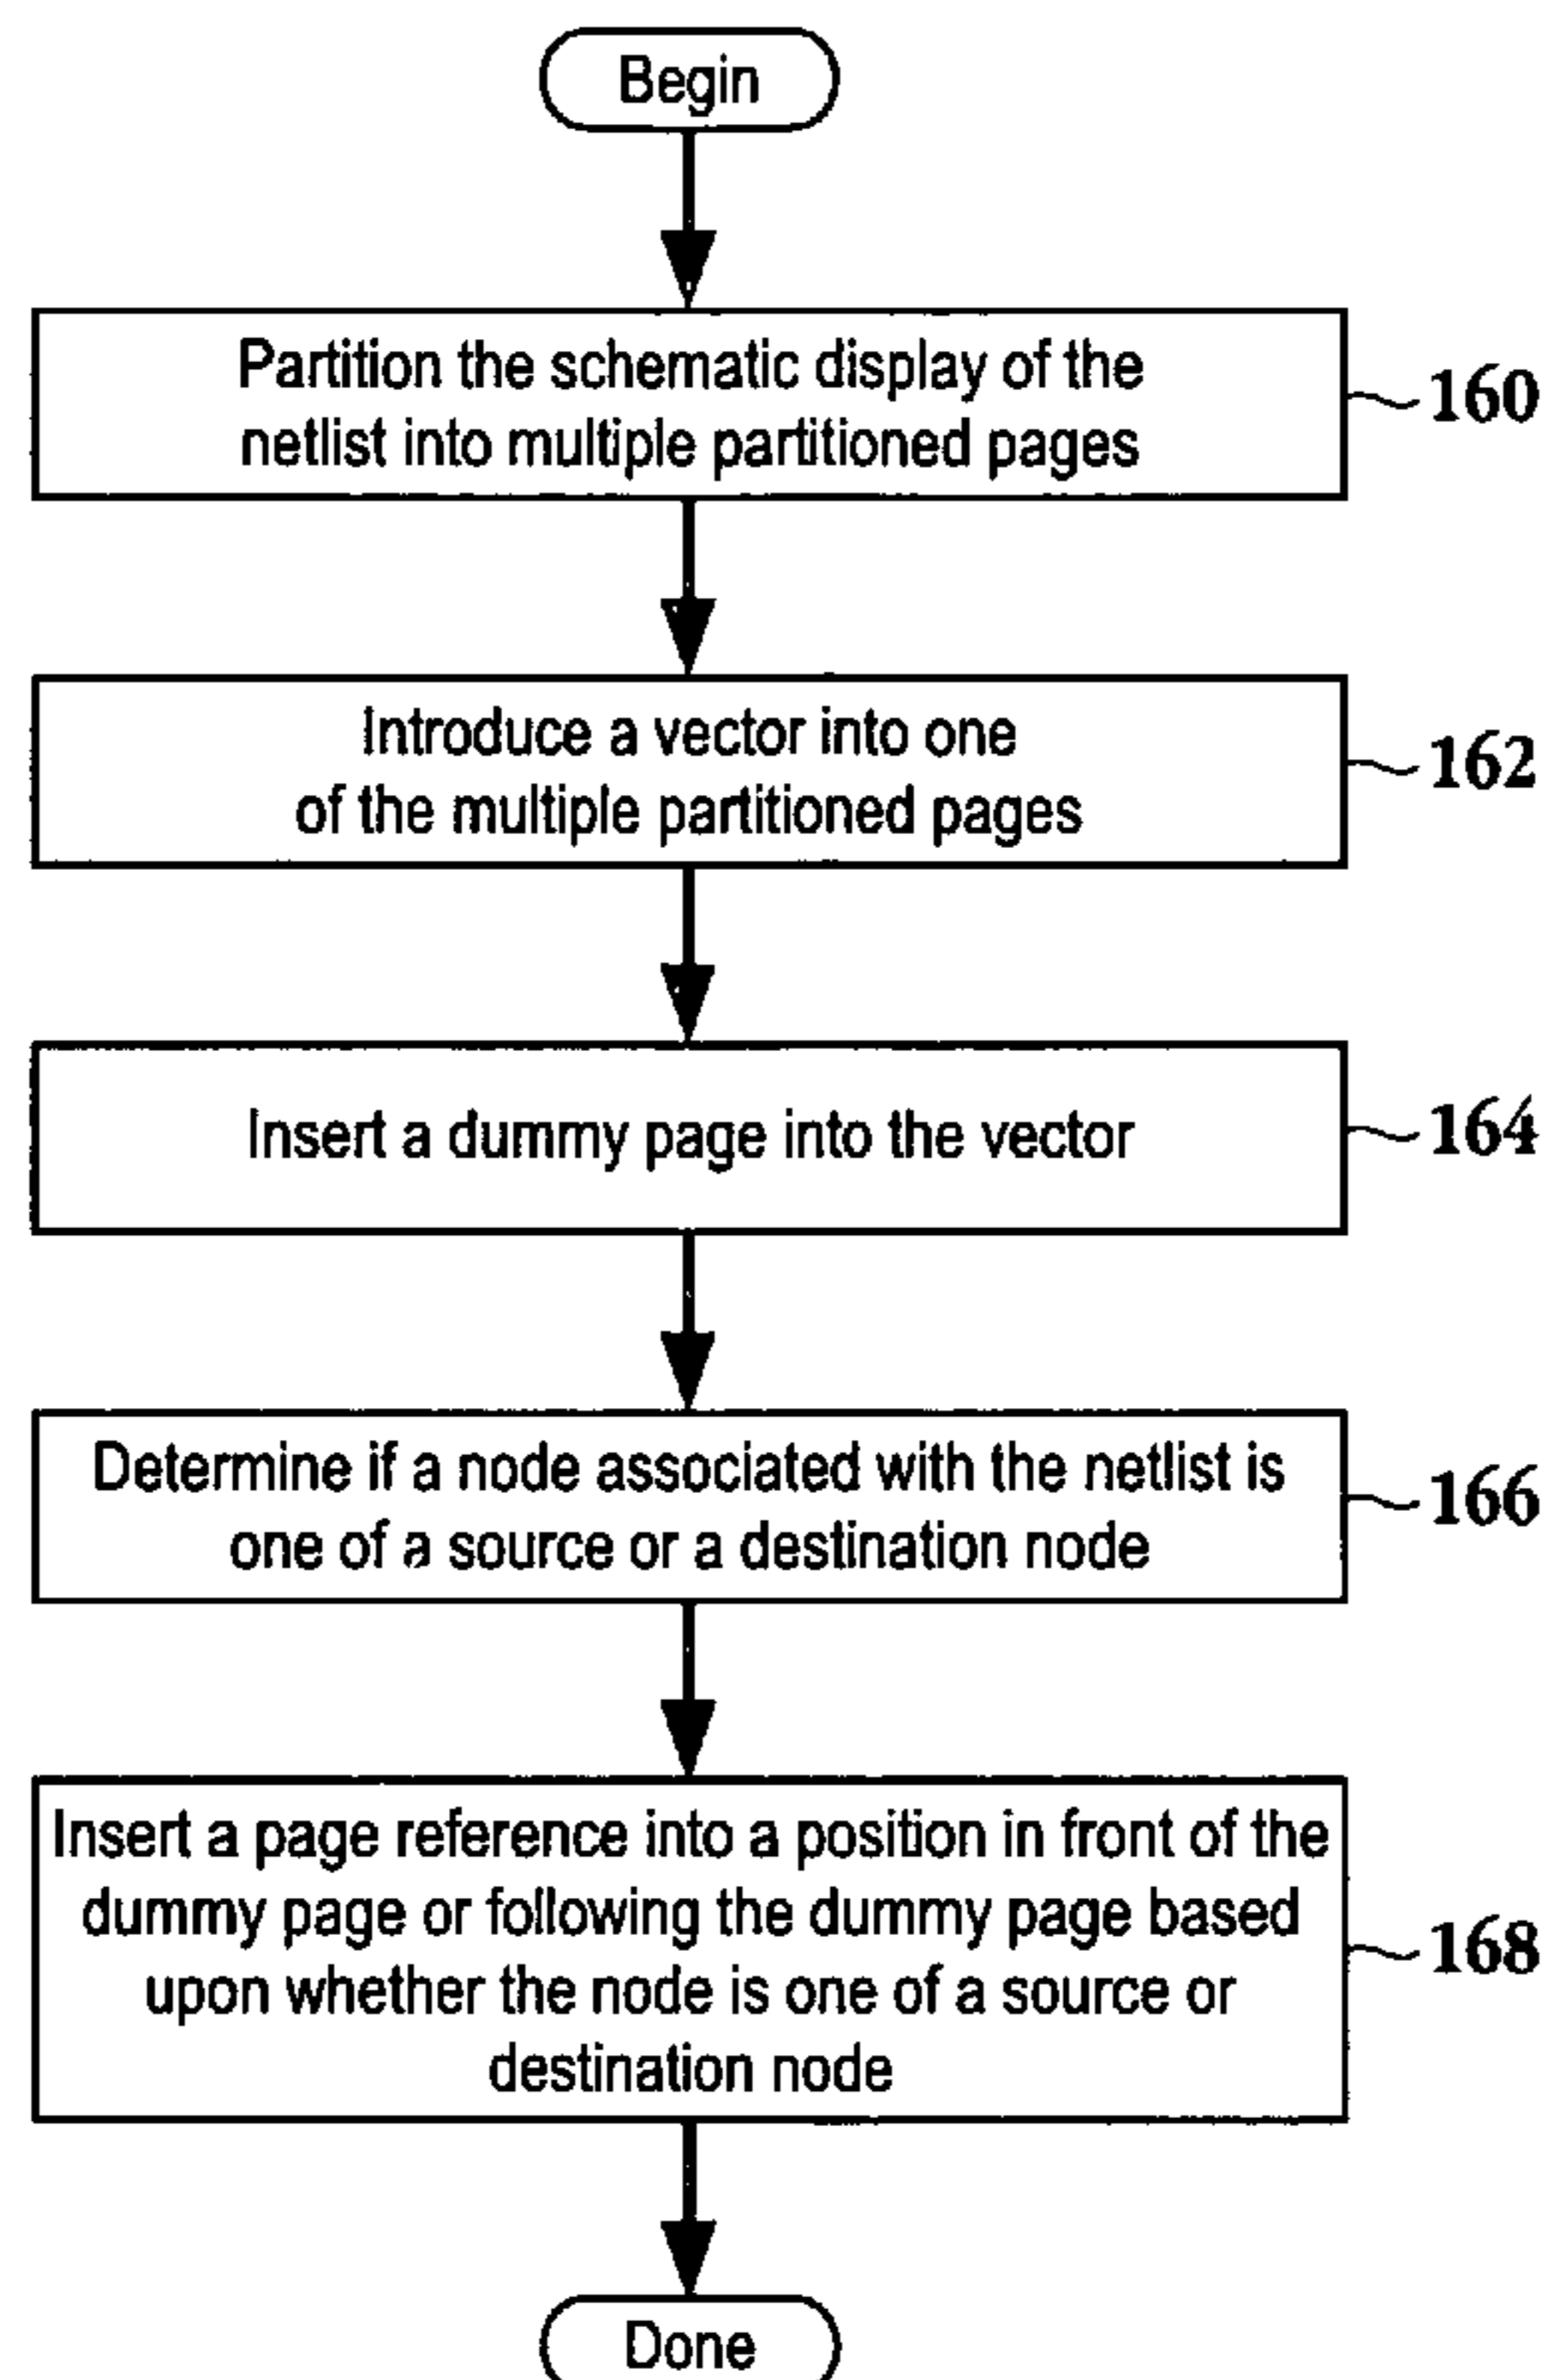 Begin
Partition the schematic display of the
netlist into multiple partitioned pages
160
Introduce a vector into one
of the multiple partitioned pages
162
Insert a dummy page into the vector
164
Determine if a node associated with the netlist is
one of a source or a destination node
166
Insert a page reference into a position in front of the
dummy page or following the dummy page based
upon whether the node is one of a source or
destination node
168
Done